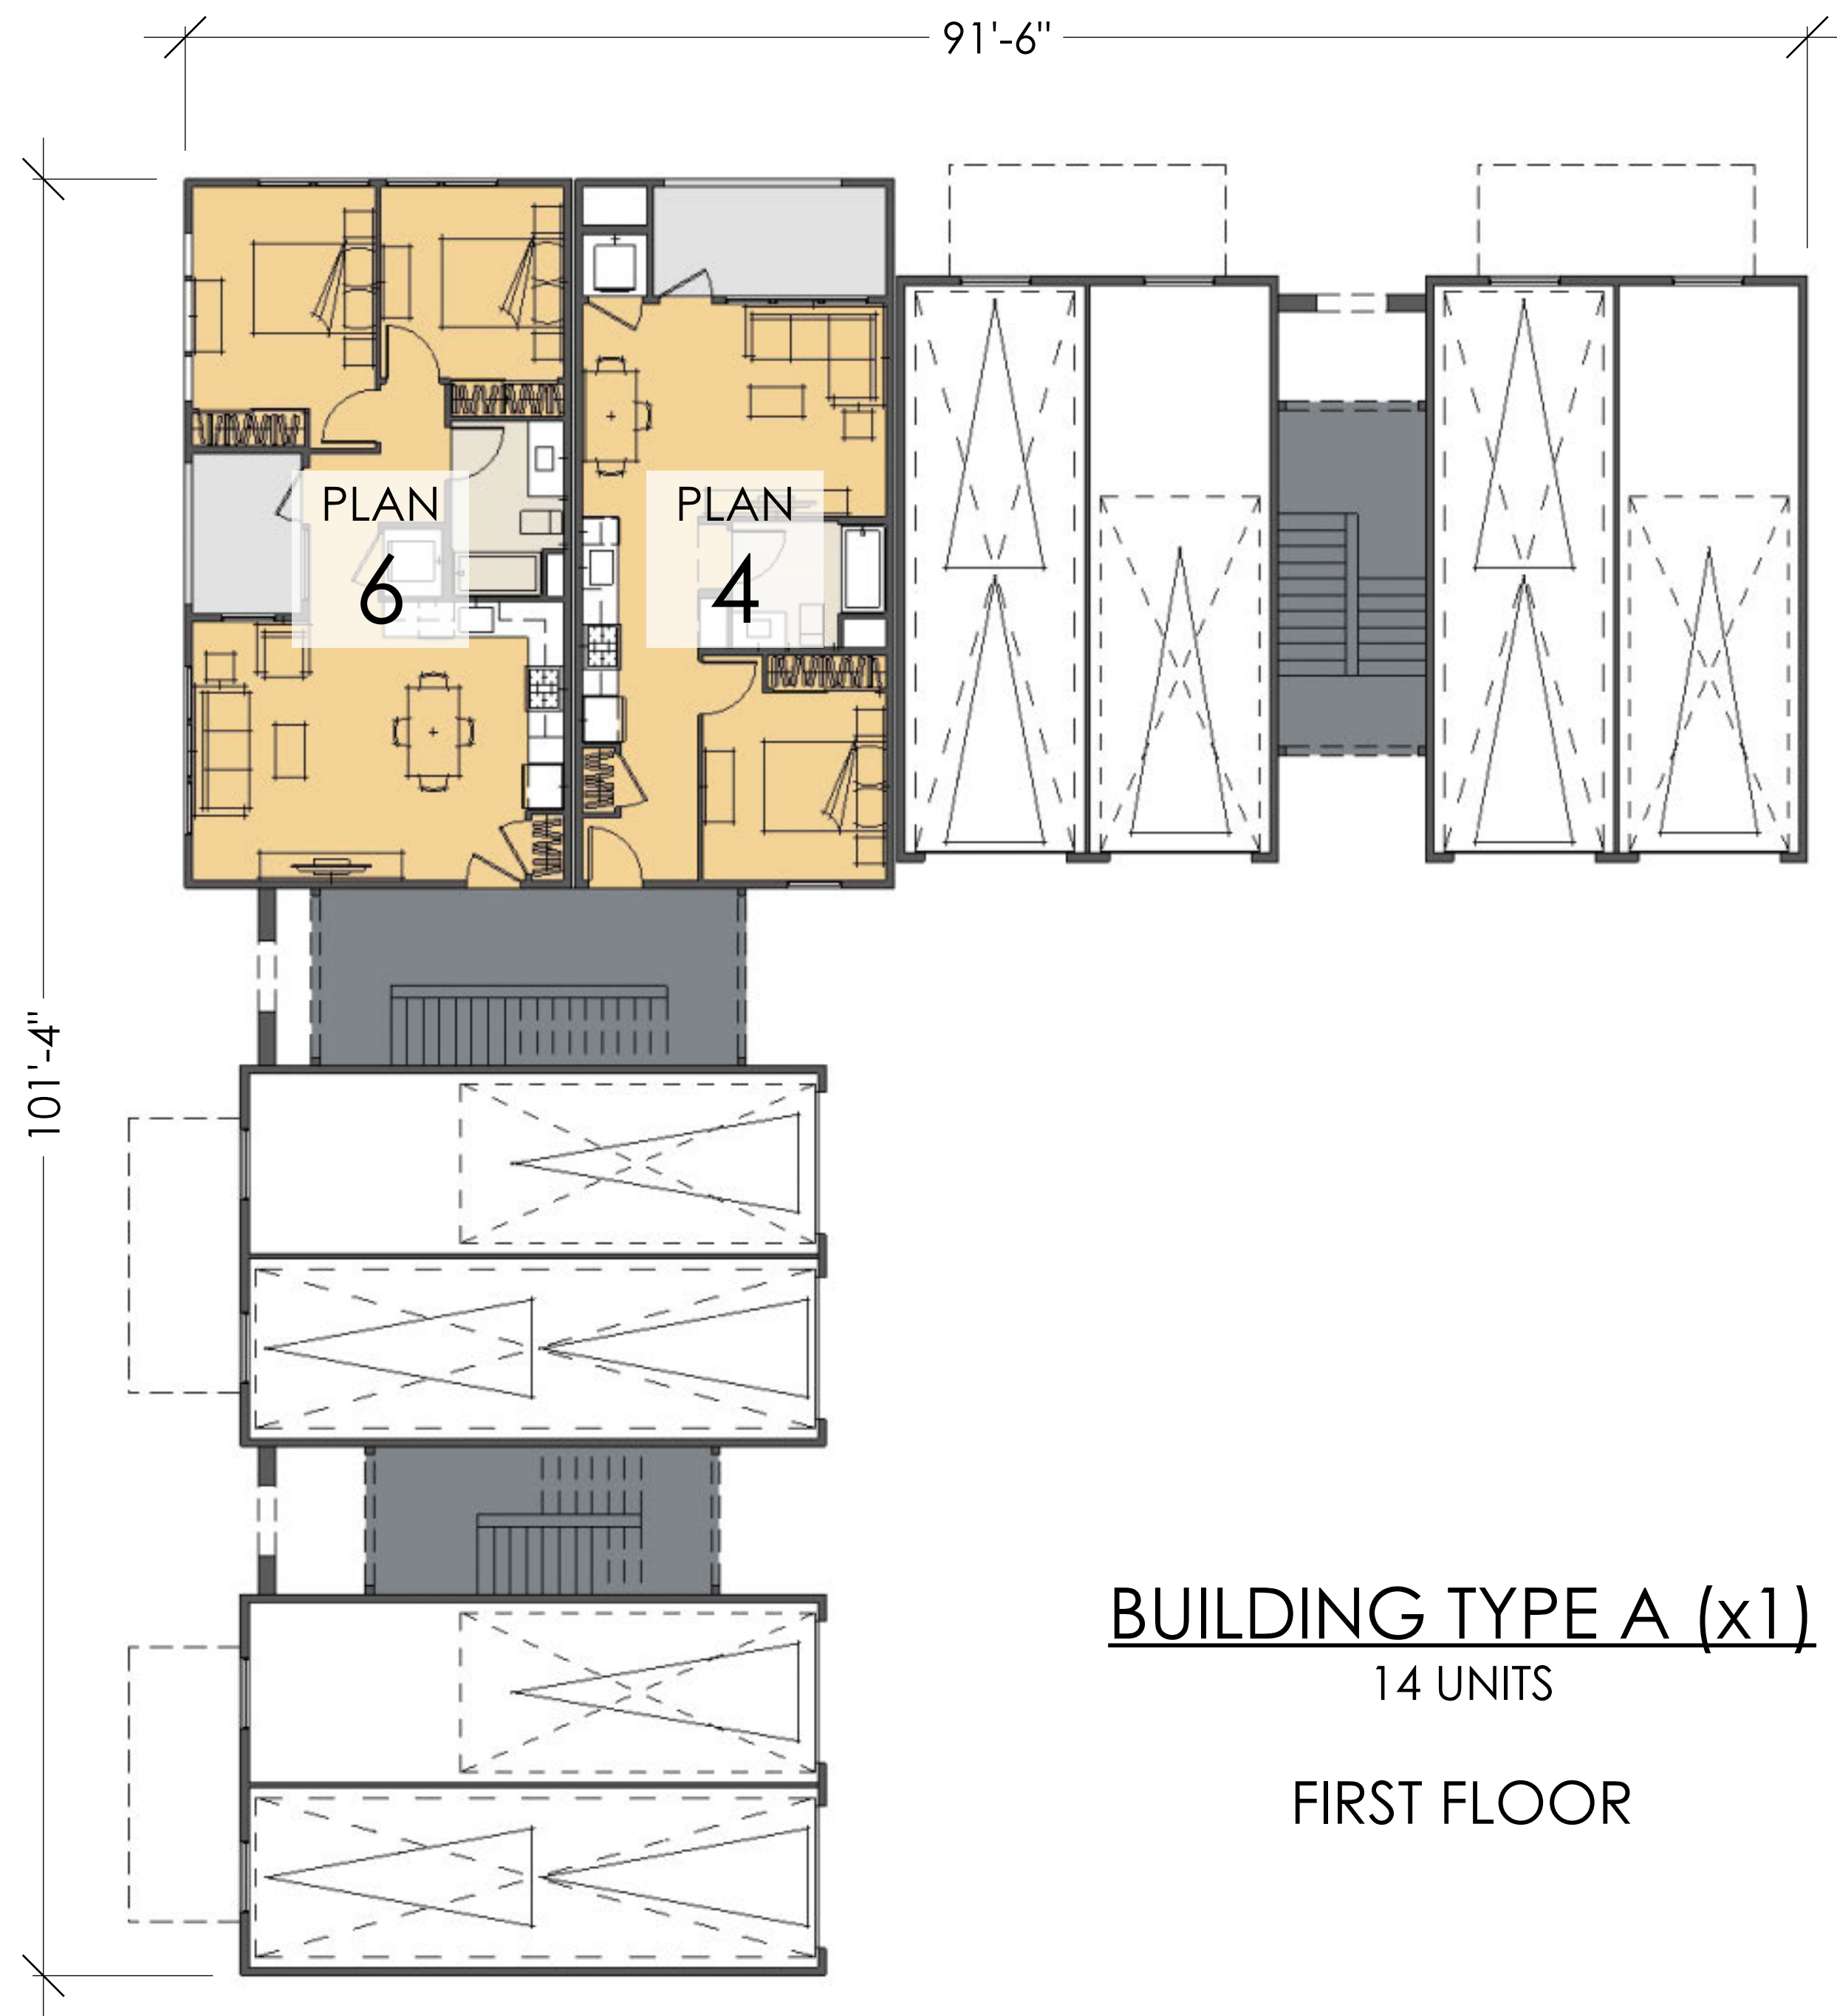 91'-6"
PLAN
6
PLAN
4
101'-4"
BUILDING TYPE A (x1)
14 UNITS
FIRST FLOOR